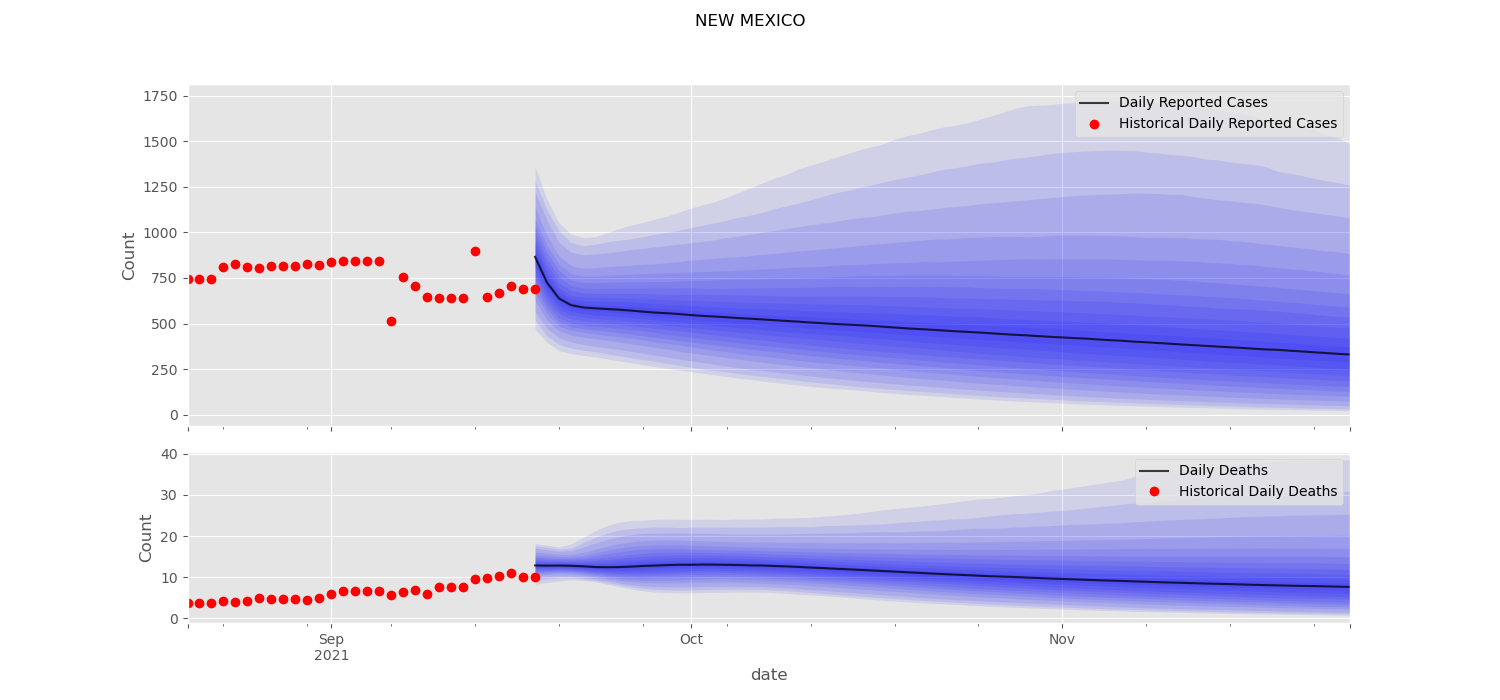 NEW MEXICO
1750
1500
1250
1000
750
500
250
0
Count
Daily Reported Cases
Historical Daily Reported Cases
40
30
20
10
0
Count
Daily Deaths
Historical Daily Deaths
Sep
2021
Oct
Nov
date